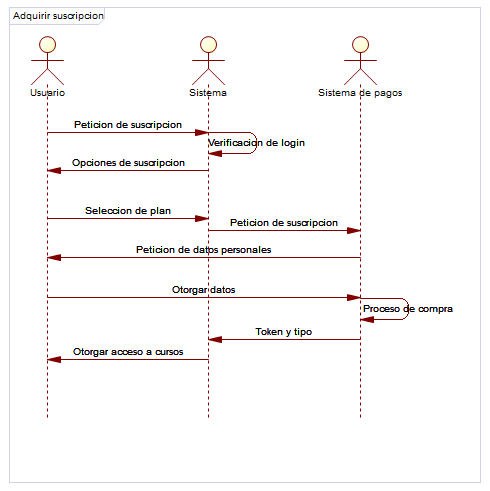 Adquirir suscripcion
Usuario
Sistema
Sistema de pagos
Peticion de suscripcion
Verificacion de login
Opciones de suscripcion
Seleccion de plan
Peticion de suscripcion
Peticion de datos personales
Otorgar datos
Proceso de compra
Token y tipo
Otorgar acceso a cursos